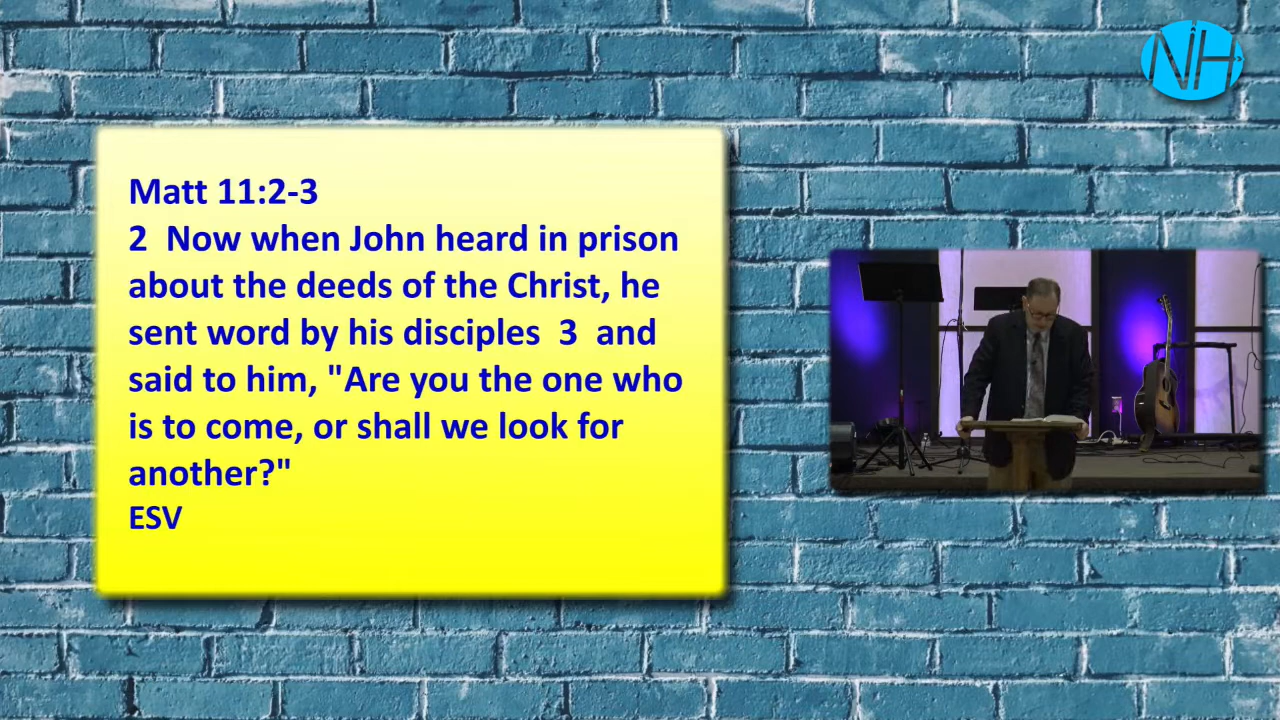 NH
Matt 11:2-3
2  Now when John heard in prison
about the deeds of the Christ, he
sent word by his disciples  3  and
said to him, "Are you the one who
is to come, or shall we look for
another?"
ESV